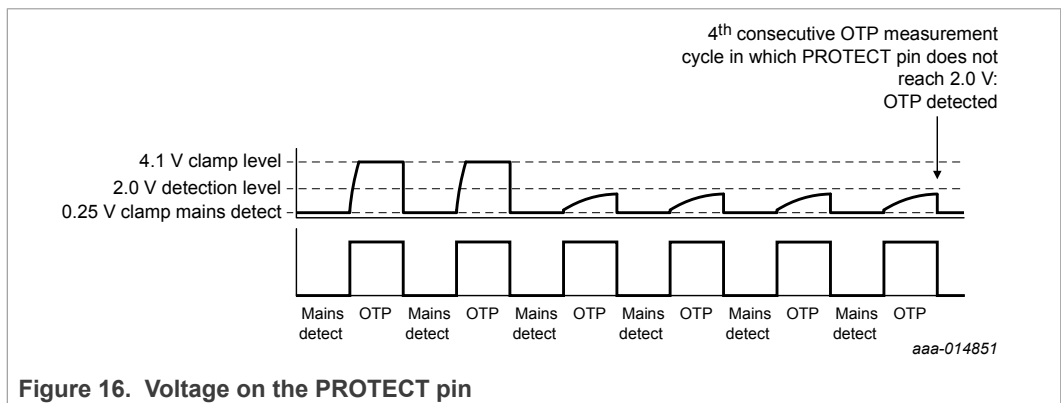 4th consecutive OTP measurement
cycle in which PROTECT pin does not
reach 2.0 V:
OTP detected
4.1 V clamp level
2.0 V detection level
0.25 V clamp mains detect
Mains detect OTP Mains detect OTP Mains detect OTP Mains detect OTP Mains detect OTP Mains detect OTP
aaa-014851
Figure 16. Voltage on the PROTECT pin